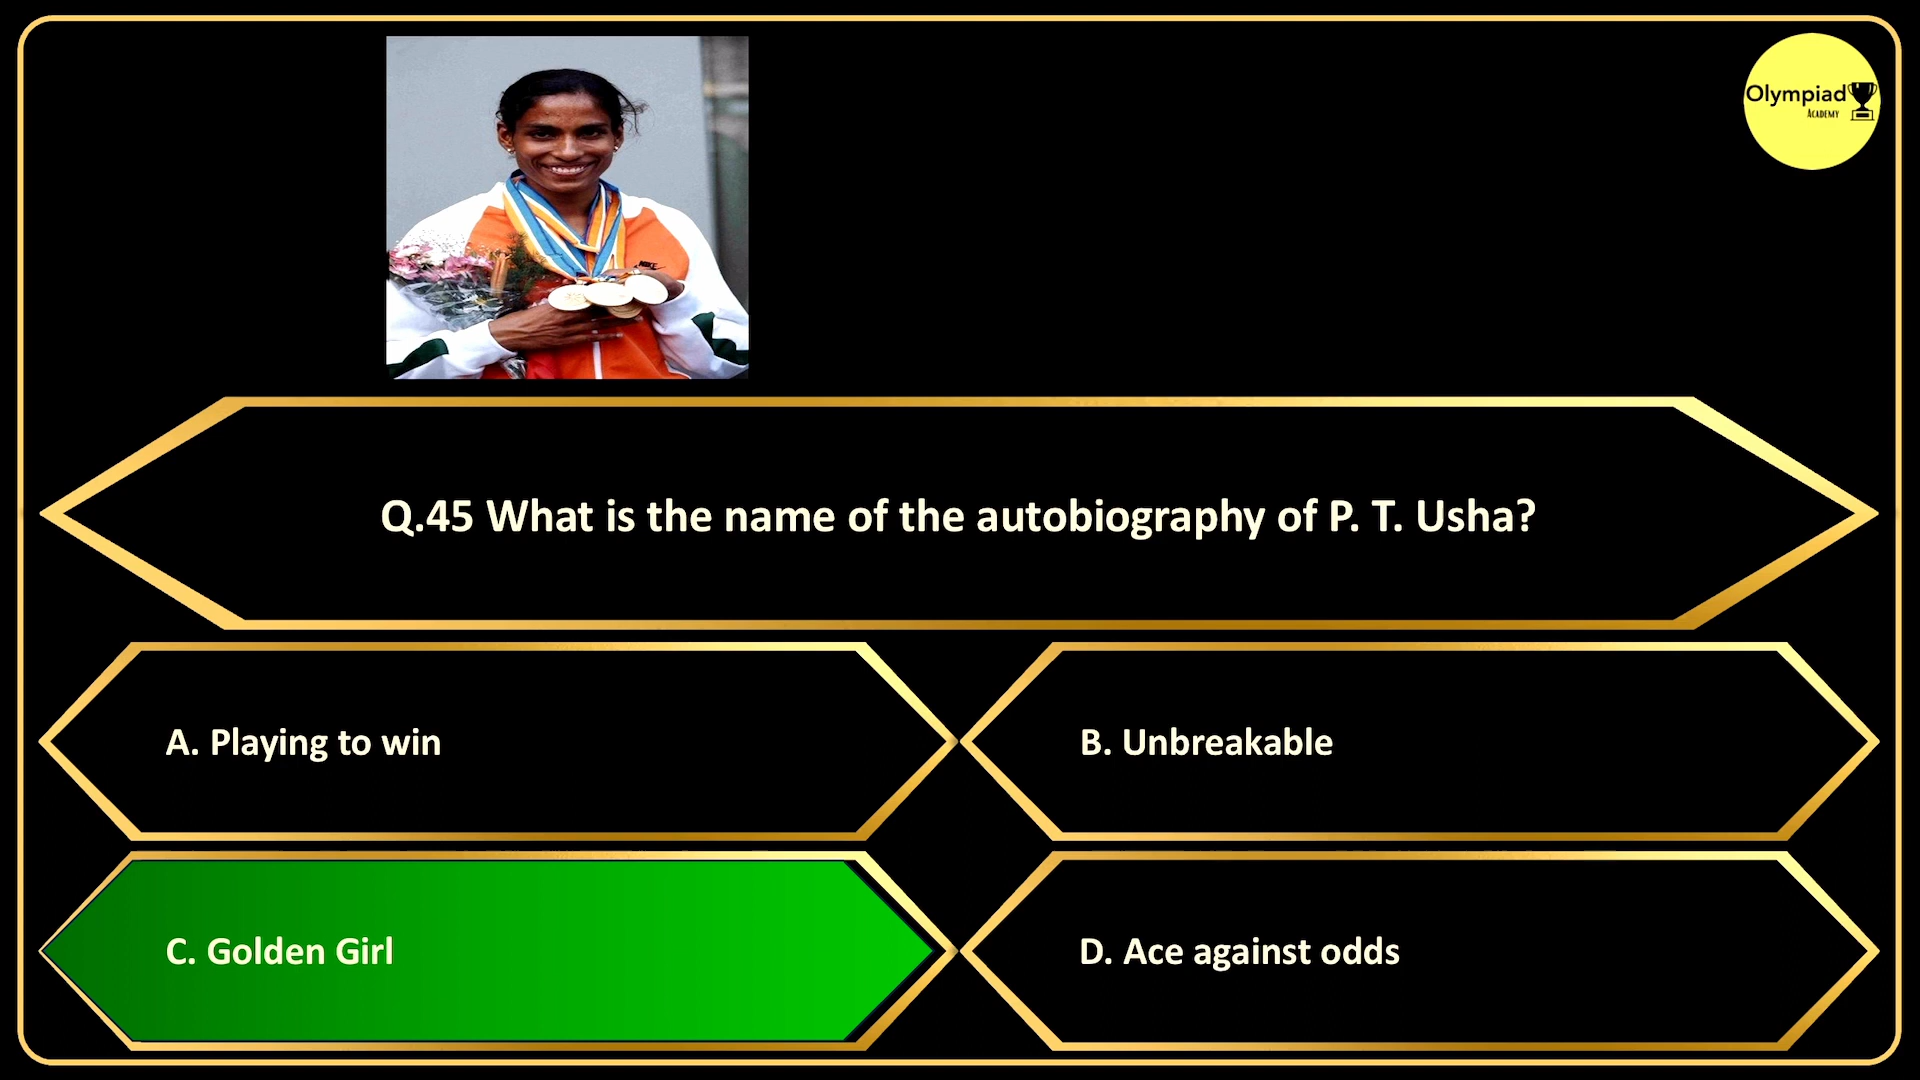 Olympiad
ACADEMY
NIKE
Q.45 What is the name of the autobiography of P. T. Usha?
A. Playing to win
B. Unbreakable
C. Golden Girl
D. Ace against odds